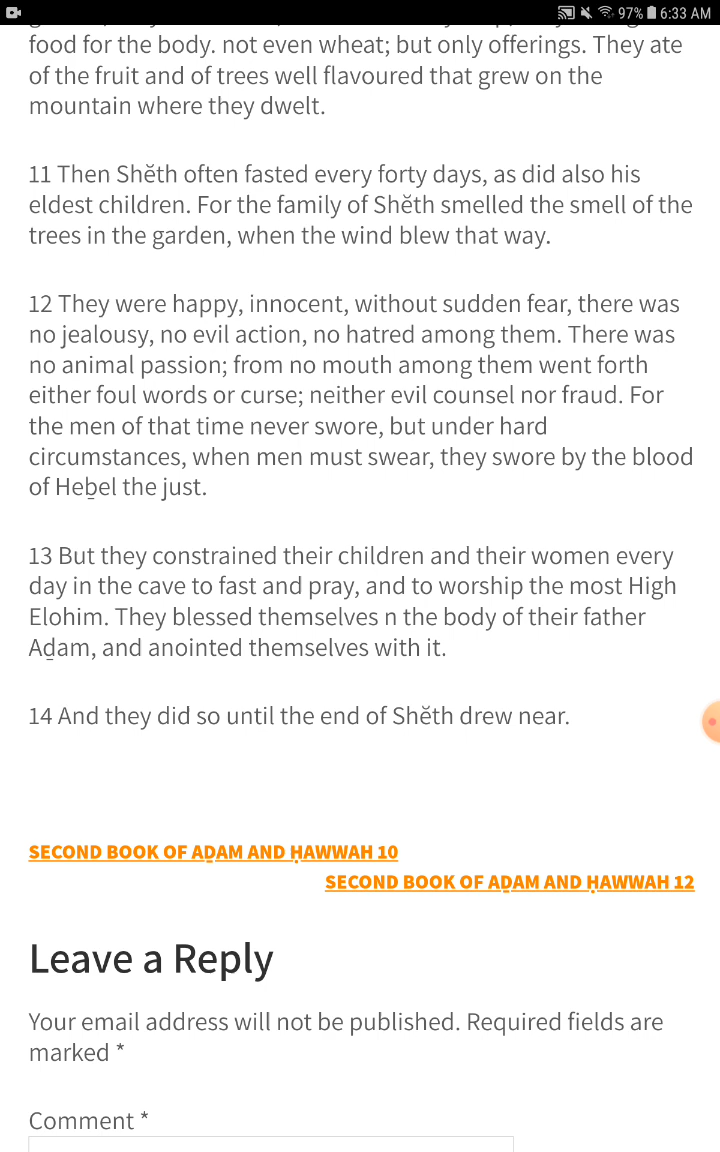 97% 6:33 AM
food for the body. not even wheat; but only offerings. They ate
of the fruit and of trees well flavoured that grew on the
mountain where they dwelt.
11 Then Shĕth often fasted every forty days, as did also his
eldest children. For the family of Shĕth smelled the smell of the
trees in the garden, when the wind blew that way.
12 They were happy, innocent, without sudden fear, there was
no jealousy, no evil action, no hatred among them. There was
no animal passion; from no mouth among them went forth
either foul words or curse; neither evil counsel nor fraud. For
the men of that time never swore, but under hard
circumstances, when men must swear, they swore by the blood
of Heḇel the just.
13 But they constrained their children and their women every
day in the cave to fast and pray, and to worship the most High
Elohim. They blessed themselves n the body of their father
Aḏam, and anointed themselves with it.
14 And they did so until the end of Shĕth drew near.
SECOND BOOK OF AḎAM AND ḤAWWAH 10
SECOND BOOK OF AḎAM AND ḤAWWAH 12
Leave a Reply
Your email address will not be published. Required fields are
marked *
Comment *